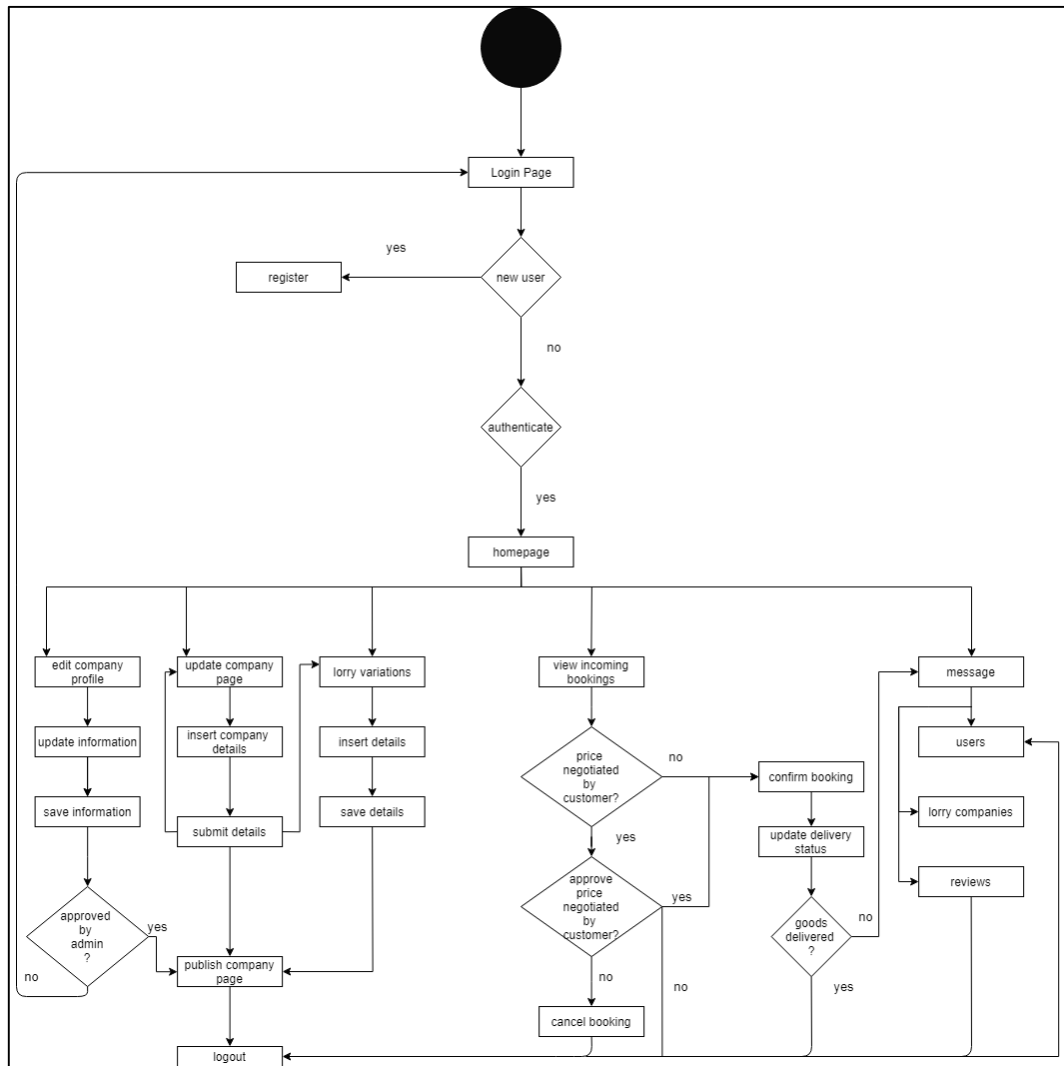 Login Page
yes
register
new user
no
authenticate
yes
homepage
edit company
profile
update company
page
lorry variations
view incoming
bookings
message
update information
insert company
details
insert details
price
negotiated
by
customer?
no
confirm booking
users
save information
submit details
save details
yes
update delivery
status
lorry companies
approved
by
admin
?
yes
no
approve
price
negotiated
by
customer?
yes
goods
delivered
?
no
reviews
publish company
page
no
no
yes
cancel booking
logout